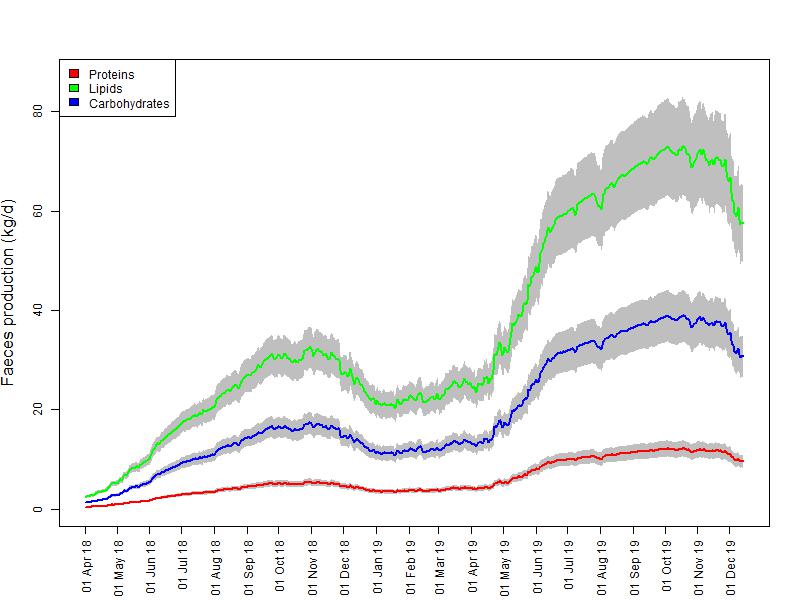 Proteins
Lipids
Carbohydrates
Faeces production (kg/d)
80
60
40
20
0
01 Apr 18
01 May 18
01 Jun 18
01 Jul 18
01 Aug 18
01 Sep 18
01 Oct 18
01 Nov 18
01 Dec 18
01 Jan 19
01 Feb 19
01 Mar 19
01 Apr 19
01 May 19
01 Jun 19
01 Jul 19
01 Aug 19
01 Sep 19
01 Oct 19
01 Nov 19
01 Dec 19